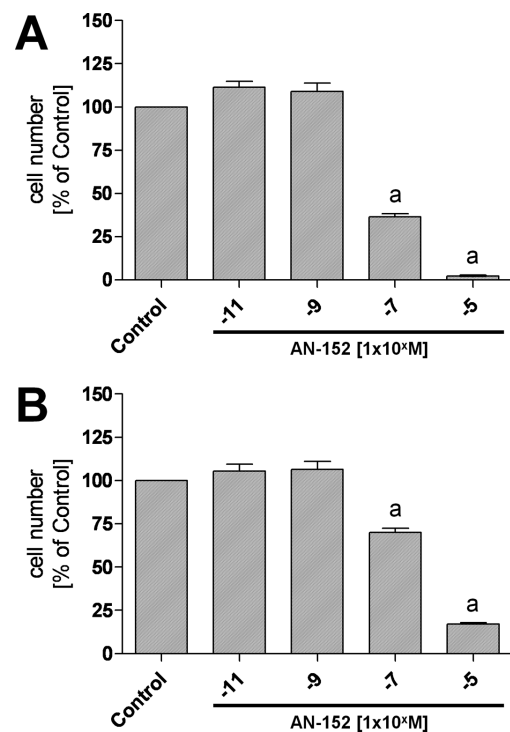 A
150
125
100
75
50
25
0
cell number
[% of Control]
a
a
Control
-11
-9
-7
-5
AN-152 [1x10ˣM]
B
150
125
100
75
50
25
0
cell number
[% of Control]
a
a
Control
-11
-9
-7
-5
AN-152 [1x10ˣM]